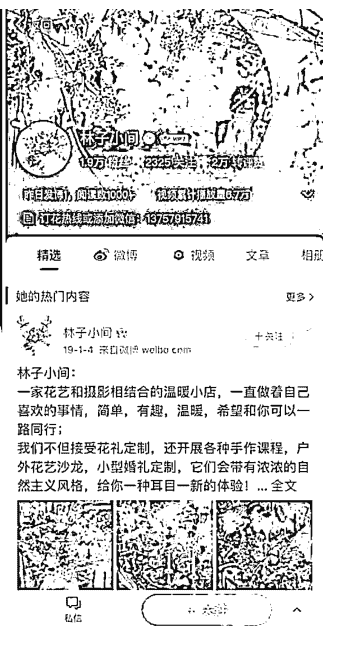 林子小间
1.9万 粉丝 2325 关注 2万 转评赞
昨日发博1，阅读数1000+ 视频累计播放量6.7万
订花热线或添加微信：13757915741
精选 微博 视频 文章 相册
她的热门内容 更多
林子小间
19-1-4 来自微博 weibo.com +关注
林子小间：
一家花艺和摄影相结合的温暖小店，一直做着自己
喜欢的事情，简单，有趣，温暖，希望和你可以一
路同行；
我们不但接受花礼定制，还开展各种手作课程，户
外花艺沙龙，小型婚礼定制，它们会带有浓浓的自
然主义风格，给你一种耳目一新的体验！... 全文
私信 + 关注